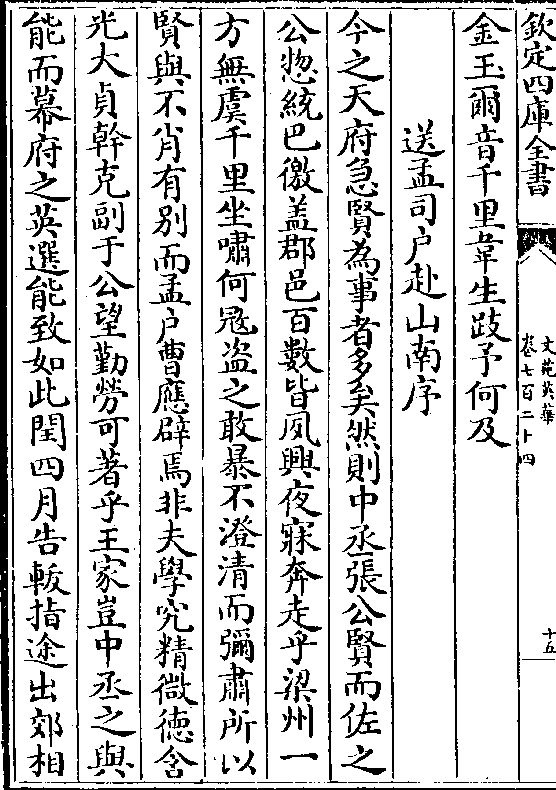 欽定四庫全書
文苑英華
卷七百二十四
十五
金玉爾音千里韋生跂予何及
送孟司户赴山南序
今之天府急賢為事者多矣然則中丞張公賢而佐之
公惣統巴徼盖郡邑百數皆夙興夜寐奔走乎梁州一
方無虞千里坐嘯何冦盗之敢暴不澄清而彌肅所以
賢與不肖有别而孟户曹應辟焉非夫學究精微徳含
光大貞幹克副于公望勤勞可著乎王家豈中丞之與
能而幕府之英選能致如此閏四月告輚指途出郊相